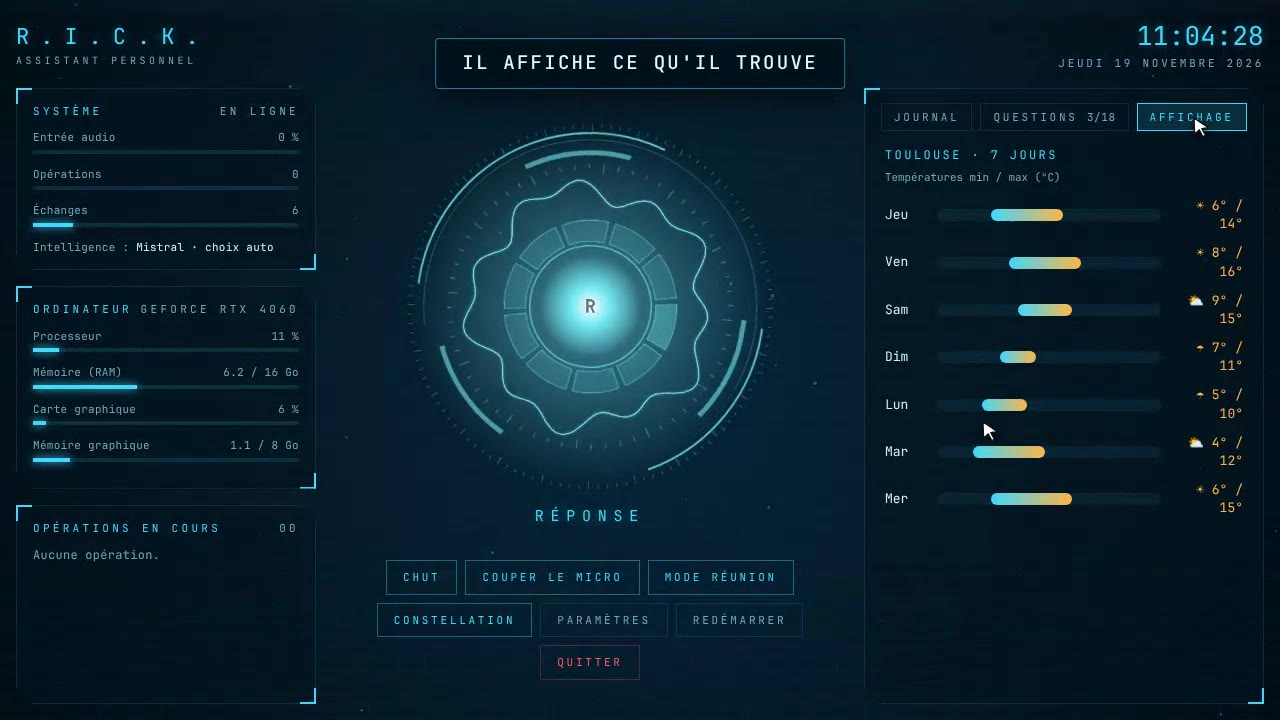 R.I.C.K.
ASSISTANT PERSONNEL
IL AFFICHE CE QU'IL TROUVE
11:04:28
JEUDI 19 NOVEMBRE 2026
SYSTÈME EN LIGNE
Entrée audio 0 %
Opérations 0
Échanges 6
Intelligence : Mistral · choix auto
ORDINATEUR GEFORCE RTX 4060
Processeur 11 %
Mémoire (RAM) 6.2 / 16 Go
Carte graphique 6 %
Mémoire graphique 1.1 / 8 Go
OPÉRATIONS EN COURS 00
Aucune opération.
R
RÉPONSE
CHUT COUPER LE MICRO MODE RÉUNION
CONSTELLATION PARAMÈTRES REDÉMARRER
QUITTER
JOURNAL QUESTIONS 3/18 AFFICHAGE
TOULOUSE · 7 JOURS
Températures min / max (°C)
Jeu 6° /
14°
Ven 8° /
16°
Sam 9° /
15°
Dim 7° /
11°
Lun 5° /
10°
Mar 4° /
12°
Mer 6° /
15°